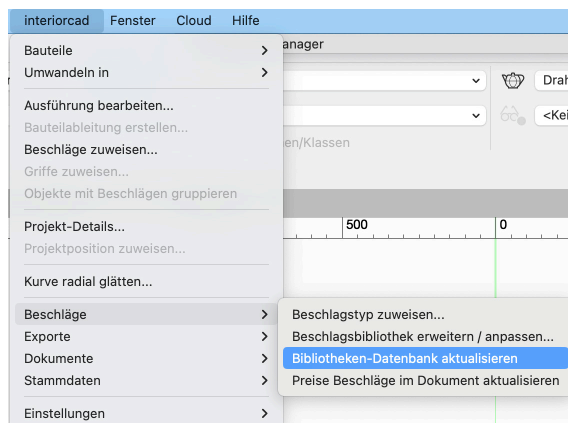 interiorcad Fenster Cloud Hilfe
anager
Bauteile
Umwandeln in
Drah
Ausführung bearbeiten...
<Kei
Bauteilableitung erstellen...
Beschläge zuweisen...
en/Klassen
Griffe zuweisen...
Objekte mit Beschlägen gruppieren
Projekt-Details...
500 0
Projektposition zuweisen...
Kurve radial glätten...
Beschläge
Beschlagstyp zuweisen...
Exporte
Beschlagsbibliothek erweitern / anpassen...
Dokumente
Bibliotheken-Datenbank aktualisieren
Stammdaten
Preise Beschläge im Dokument aktualisieren
Einstellungen